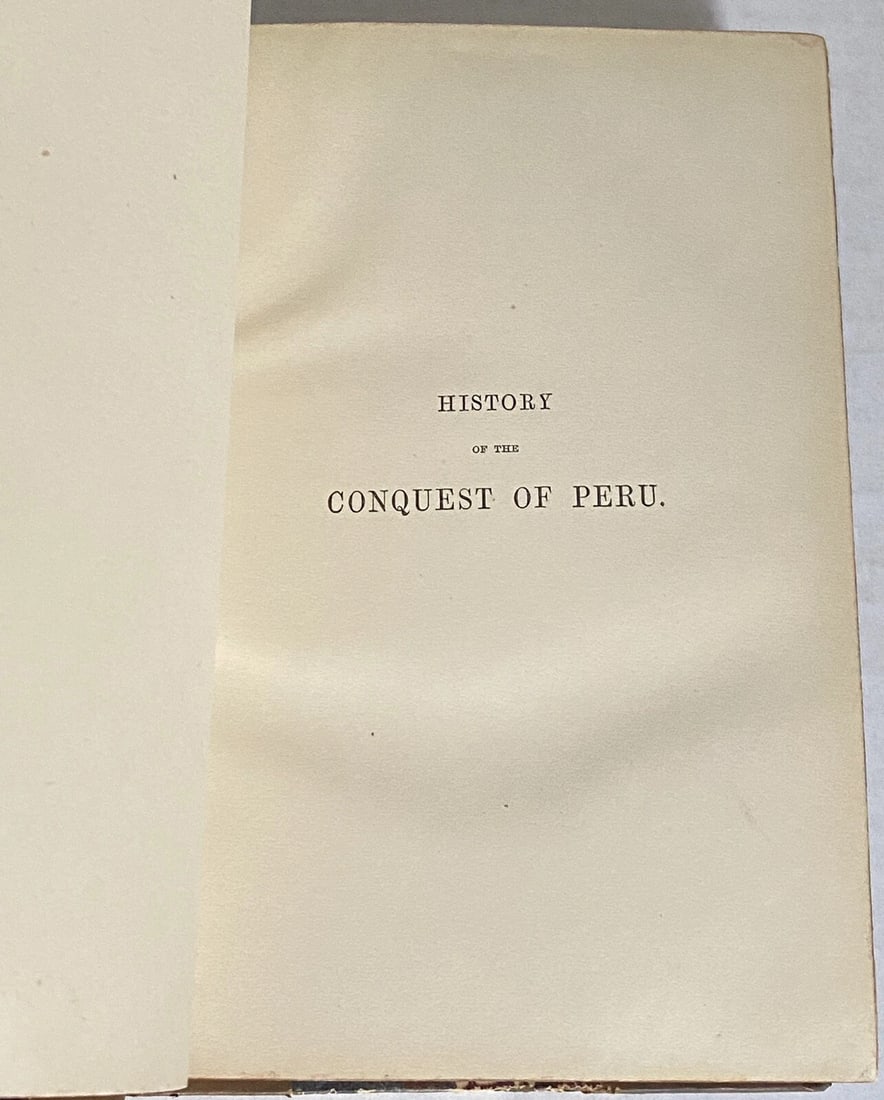 HISTORY
OF THE
CONQUEST OF PERU.